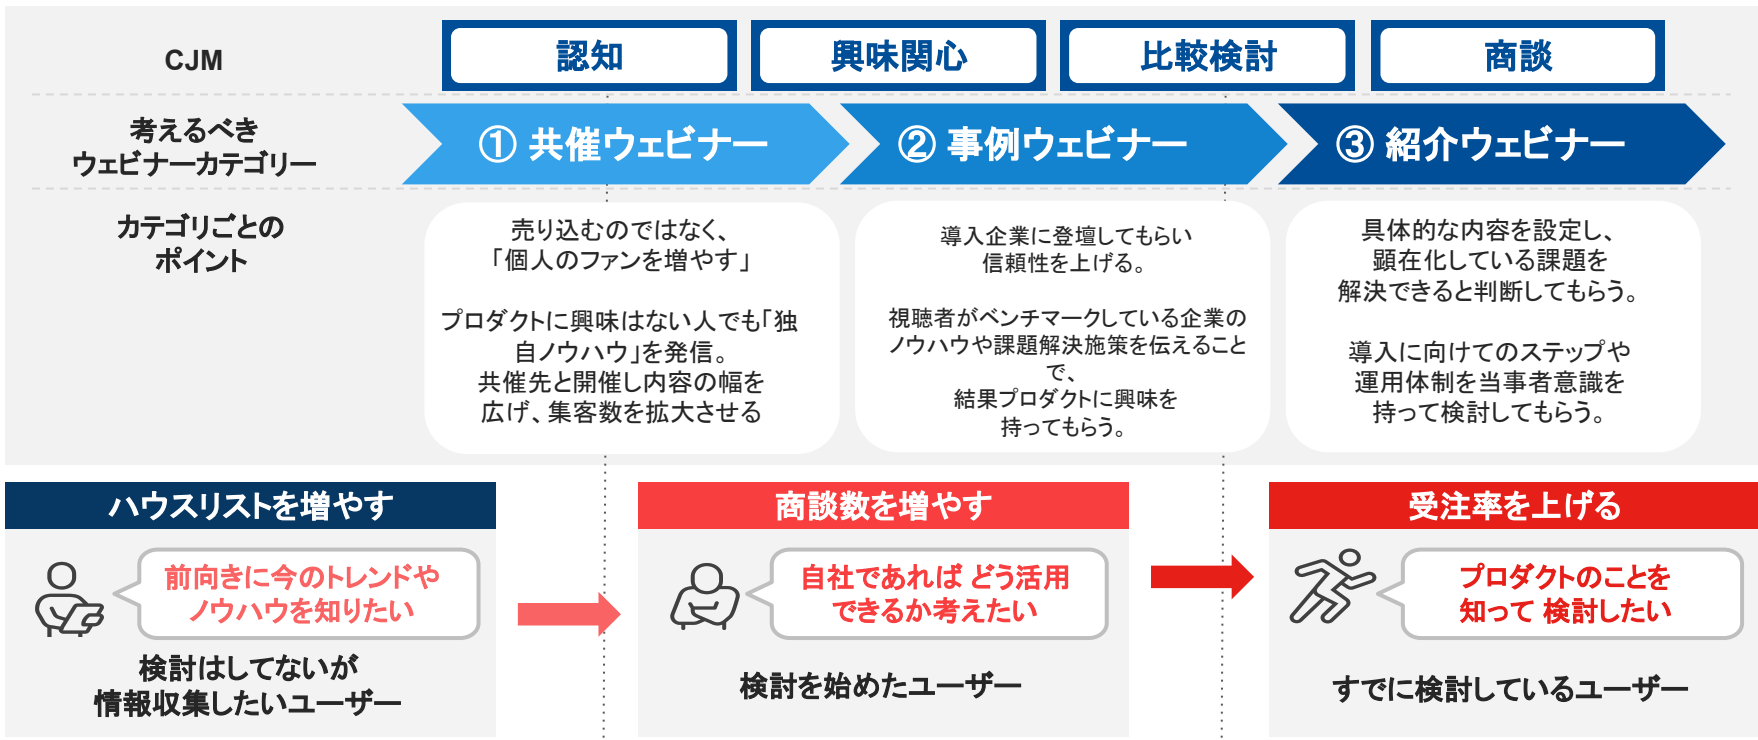 CJM
認知
興味関心
比較検討
商談
考えるべき
ウェビナーカテゴリー
① 共催ウェビナー
② 事例ウェビナー
③ 紹介ウェビナー
カテゴリごとの
ポイント
売り込むのではなく、
「個人のファンを増やす」
プロダクトに興味はない人でも「独
自ノウハウ」を発信。
共催先と開催し内容の幅を
広げ、集客数を拡大させる
導入企業に登壇してもらい
信頼性を上げる。
視聴者がベンチマークしている企業の
ノウハウや課題解決施策を伝えること
で、
結果プロダクトに興味を
持ってもらう。
具体的な内容を設定し、
顕在化している課題を
解決できると判断してもらう。
導入に向けてのステップや
運用体制を当事者意識を
持って検討してもらう。
ハウスリストを増やす
前向きに今のトレンドや
ノウハウを知りたい
検討はしてないが
情報収集したいユーザー
商談数を増やす
自社であれば どう活用
できるか考えたい
検討を始めたユーザー
受注率を上げる
プロダクトのことを
知って 検討したい
すでに検討しているユーザー